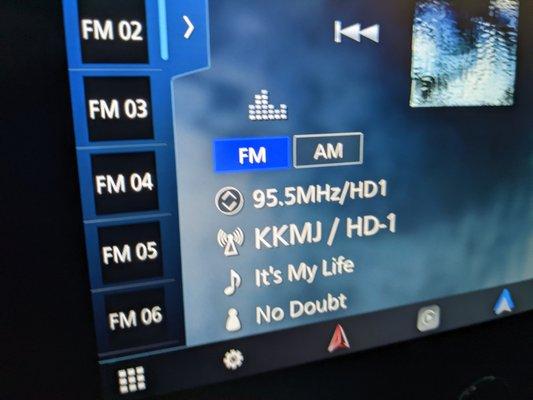 FM 02
FM 03
FM 04
FM 05
FM 06
FM AM
95.5MHz/HD1
KKMJ / HD-1
It's My Life
No Doubt